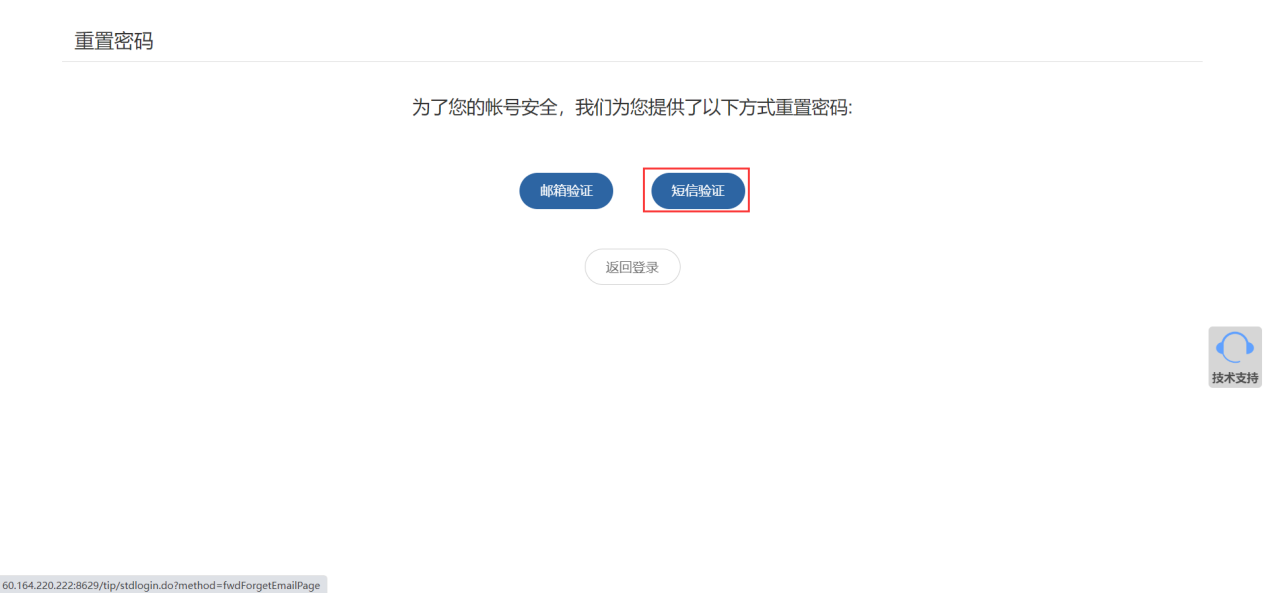 重置密码
为了您的帐号安全，我们为您提供了以下方式重置密码:
邮箱验证
短信验证
返回登录
技术支持
60.164.220.222:8629/tip/stdlogin.do?method=fwdForgetEmailPage